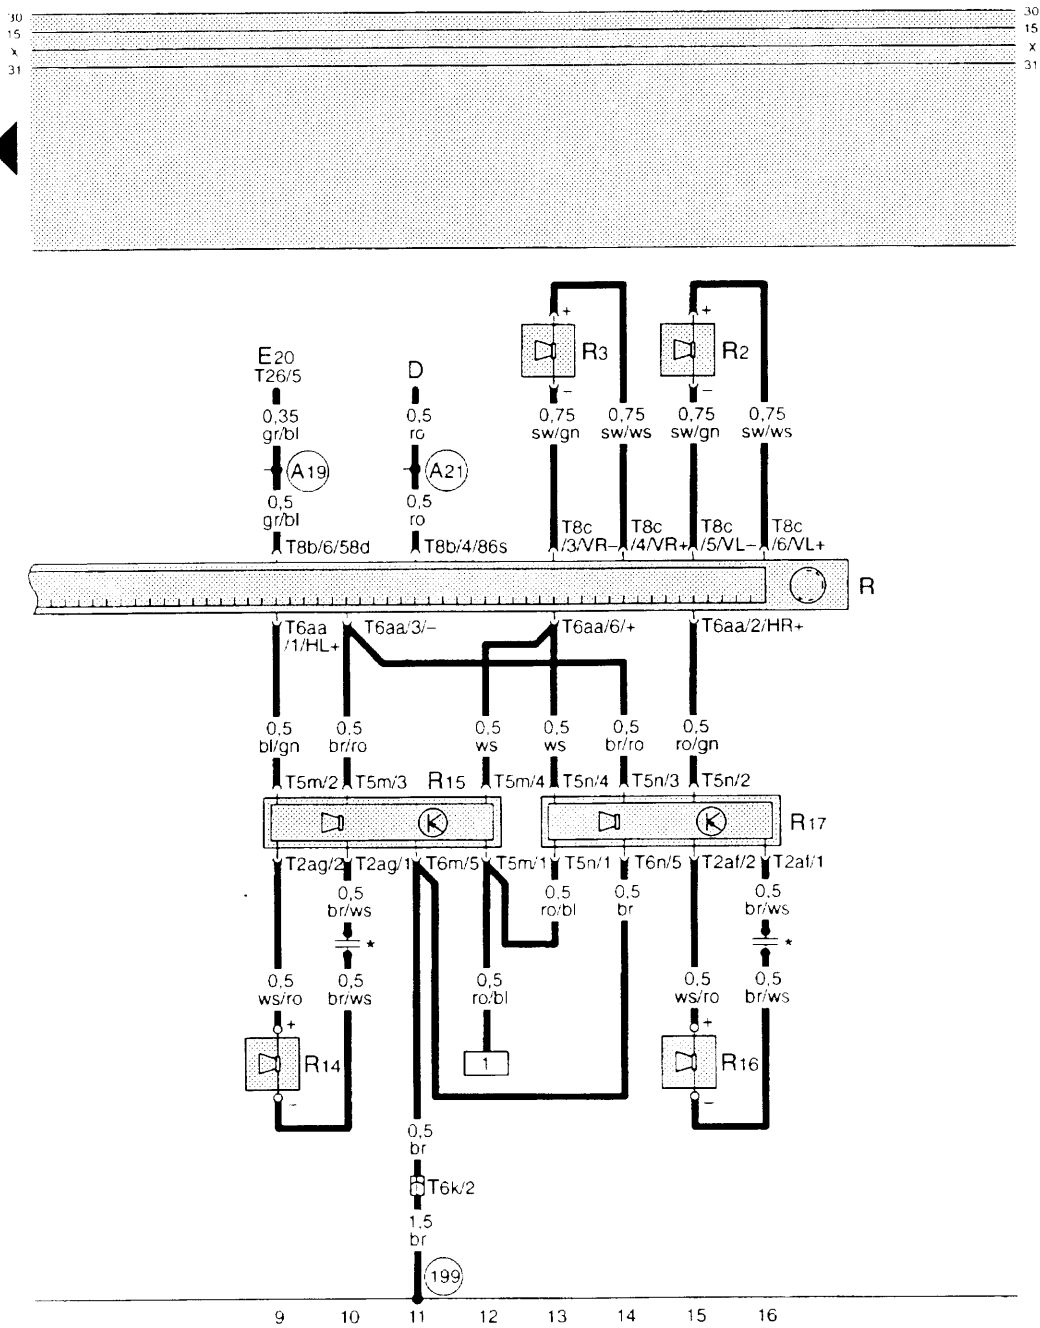 30 30
15 15
X X
31 31
+ +
R3 R2
E20
T26/5
D
− −
0,35 0,5 0,75 0,75 0,75 0,75
gr/bl ro sw/gn sw/ws sw/gn sw/ws
A19 A21
0,5 0,5
gr/bl ro
T8b/6/58d T8b/4/86s T8c T8c T8c T8c
/3/VR− /4/VR+ /5/VL− /6/VL+
R
T6aa T6aa/3/− T6aa/6/+ T6aa/2/HR+
/1/HL+
0,5 0,5 0,5 0,5 0,5 0,5
bl/gn br/ro ws ws br/ro ro/gn
T5m/2 T5m/3 R15 T5m/4 T5n/4 T5n/3 T5n/2
R17
T2ag/2 T2ag/1 T6m/5 T5m/1 T5n/1 T6n/5 T2af/2 T2af/1
0,5 0,5 0,5 0,5
br/ws ro/bl br br/ws
* *
0,5 0,5 0,5 0,5 0,5
ws/ro br/ws ro/bl ws/ro br/ws
+ +
R14 1 R16
− −
0,5
br
T6k/2
1,5
br
199
9 10 11 12 13 14 15 16